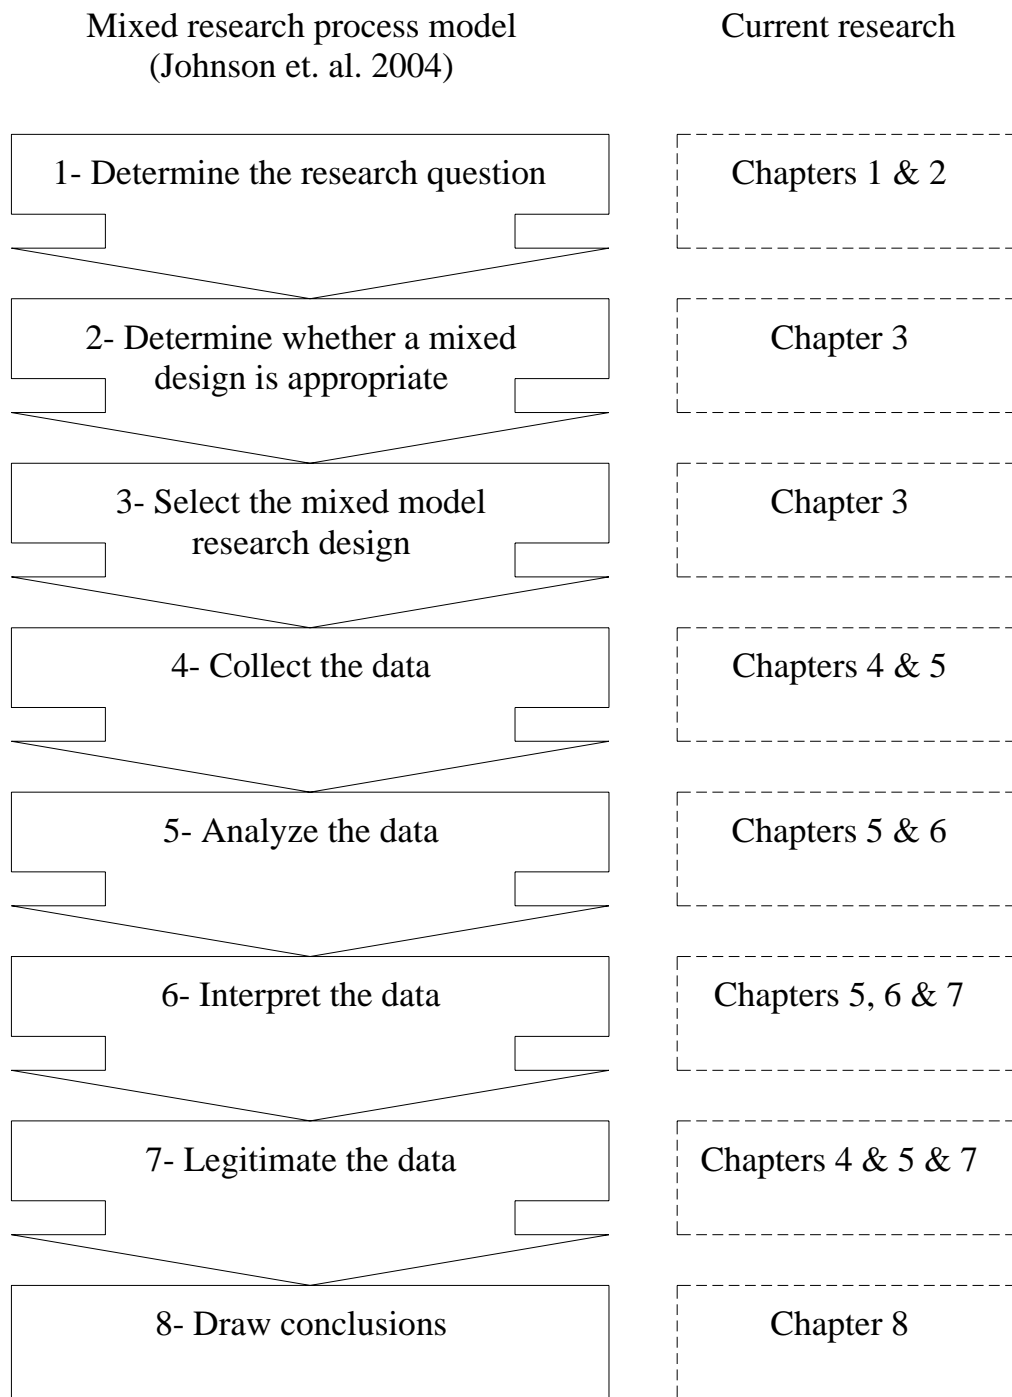 Mixed research process model
(Johnson et. al. 2004)
Current research
1- Determine the research question
Chapters 1 & 2
2- Determine whether a mixed
design is appropriate
Chapter 3
3- Select the mixed model
research design
Chapter 3
4- Collect the data
Chapters 4 & 5
5- Analyze the data
Chapters 5 & 6
6- Interpret the data
Chapters 5, 6 & 7
7- Legitimate the data
Chapters 4 & 5 & 7
8- Draw conclusions
Chapter 8